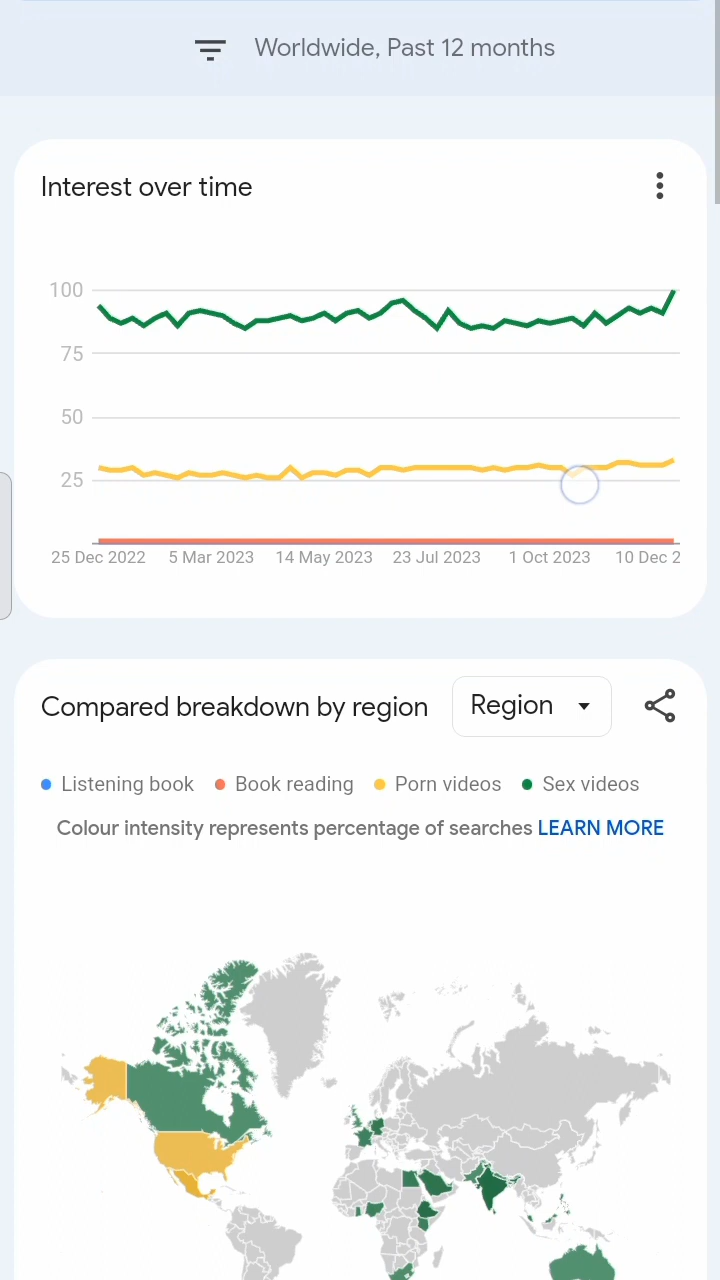 Worldwide, Past 12 months
Interest over time
100
75
50
25
25 Dec 2022 5 Mar 2023 14 May 2023 23 Jul 2023 1 Oct 2023 10 Dec 2
Compared breakdown by region Region
Listening book Book reading Porn videos Sex videos
Colour intensity represents percentage of searches LEARN MORE